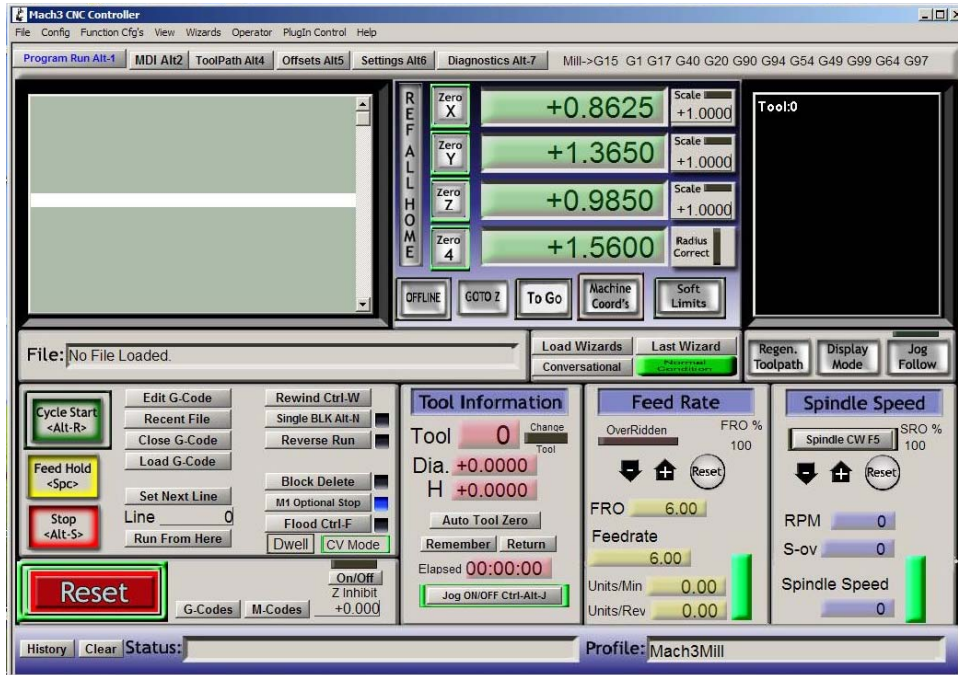 Mach3 CNC Controller
File Config Function Cfg's View Wizards Operator PlugIn Control Help
Program Run Alt-1 MDI Alt2 ToolPath Alt4 Offsets Alt5 Settings Alt6 Diagnostics Alt-7 Mill->G15 G1 G17 G40 G20 G90 G94 G54 G49 G99 G64 G97
REF ALL HOME
Zero X +0.8625 Scale +1.0000
Zero Y +1.3650 Scale +1.0000
Zero Z +0.9850 Scale +1.0000
Zero 4 +1.5600 Radius Correct
OFFLINE GOTO Z To Go Machine Coord's Soft Limits
Tool:0
File: No File Loaded.
Load Wizards Last Wizard
Conversational Normal Condition
Regen. Toolpath Display Mode Jog Follow
Cycle Start <Alt-R>
Feed Hold <Spc>
Stop <Alt-S>
Edit G-Code
Recent File
Close G-Code
Load G-Code
Set Next Line
Line 0
Run From Here
Rewind Ctrl-W
Single BLK Alt-N
Reverse Run
Block Delete
M1 Optional Stop
Flood Ctrl-F
Dwell CV Mode
Reset
G-Codes M-Codes
On/Off
Z Inhibit
+0.000
Tool Information
Tool 0 Change Tool
Dia. +0.0000
H +0.0000
Auto Tool Zero
Remember Return
Elapsed 00:00:00
Jog ON/OFF Ctrl-Alt-J
Feed Rate
OverRidden FRO %
100
Reset
FRO 6.00
Feedrate
6.00
Units/Min 0.00
Units/Rev 0.00
Spindle Speed
Spindle CW F5 SRO %
100
Reset
RPM 0
S-ov 0
Spindle Speed
0
History Clear Status:
Profile: Mach3Mill